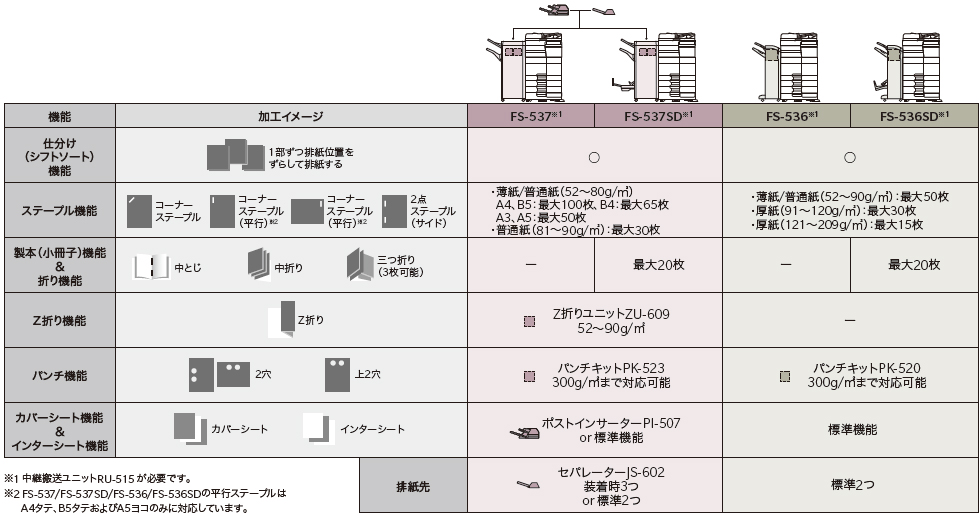 機能
加工イメージ
FS-537※1
FS-537SD※1
FS-536※1
FS-536SD※1
仕分け
（シフトソート）
機能
1部ずつ排紙位置を
ずらして排紙する
○
○
ステープル機能
コーナー
ステープル
コーナー
ステープル
（平行）※2
コーナー
ステープル
（平行）※2
2点
ステープル
（サイド）
・薄紙/普通紙（52〜80g/㎡）
A4、B5：最大100枚、B4：最大65枚
A3、A5：最大50枚
・普通紙（81〜90g/㎡）：最大30枚
・薄紙/普通紙（52〜90g/㎡）：最大50枚
・厚紙（91〜120g/㎡）：最大30枚
・厚紙（121〜209g/㎡）：最大15枚
製本（小冊子）機能
&
折り機能
中とじ
中折り
三つ折り
（3枚可能）
ー
最大20枚
ー
最大20枚
Z折り機能
Z折り
Z折りユニットZU-609
52〜90g/㎡
ー
パンチ機能
2穴
上2穴
パンチキットPK-523
300g/㎡まで対応可能
パンチキットPK-520
300g/㎡まで対応可能
カバーシート機能
&
インターシート機能
カバーシート
インターシート
ポストインサーターPI-507
or 標準機能
標準機能
排紙先
セパレーターJS-602
装着時3つ
or 標準2つ
標準2つ
※1 中継搬送ユニットRU-515が必要です。
※2 FS-537/FS-537SD/FS-536/FS-536SDの平行ステープルは
A4タテ、B5タテおよびA5ヨコのみに対応しています。